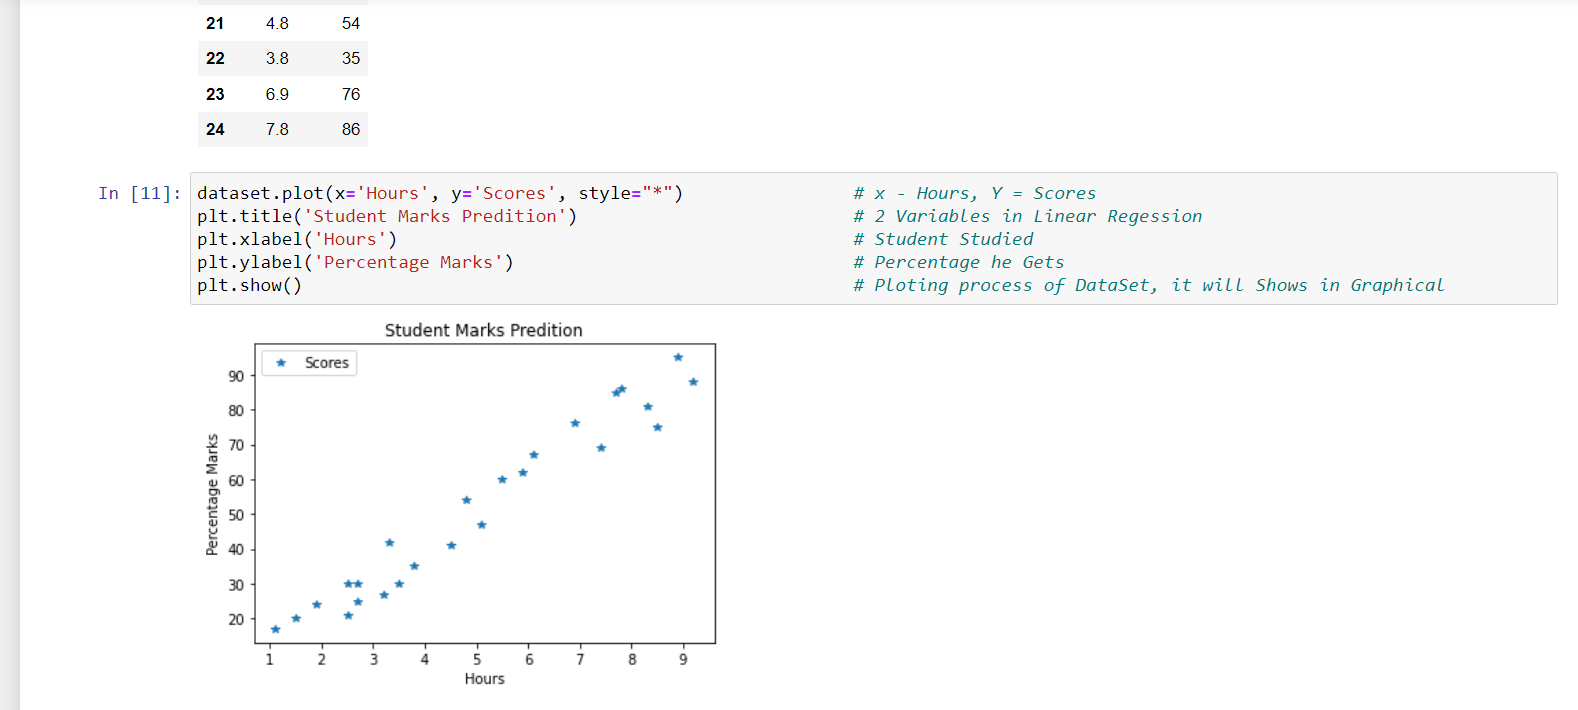 21 4.8 54
22 3.8 35
23 6.9 76
24 7.8 86
In [11]: dataset.plot(x='Hours', y='Scores', style="*") # x - Hours, Y = Scores
plt.title('Student Marks Predition') # 2 Variables in Linear Regession
plt.xlabel('Hours') # Student Studied
plt.ylabel('Percentage Marks') # Percentage he Gets
plt.show() # Ploting process of DataSet, it will Shows in Graphical
Student Marks Predition
Scores
90
80
70
60
50
40
30
20
Percentage Marks
1 2 3 4 5 6 7 8 9
Hours